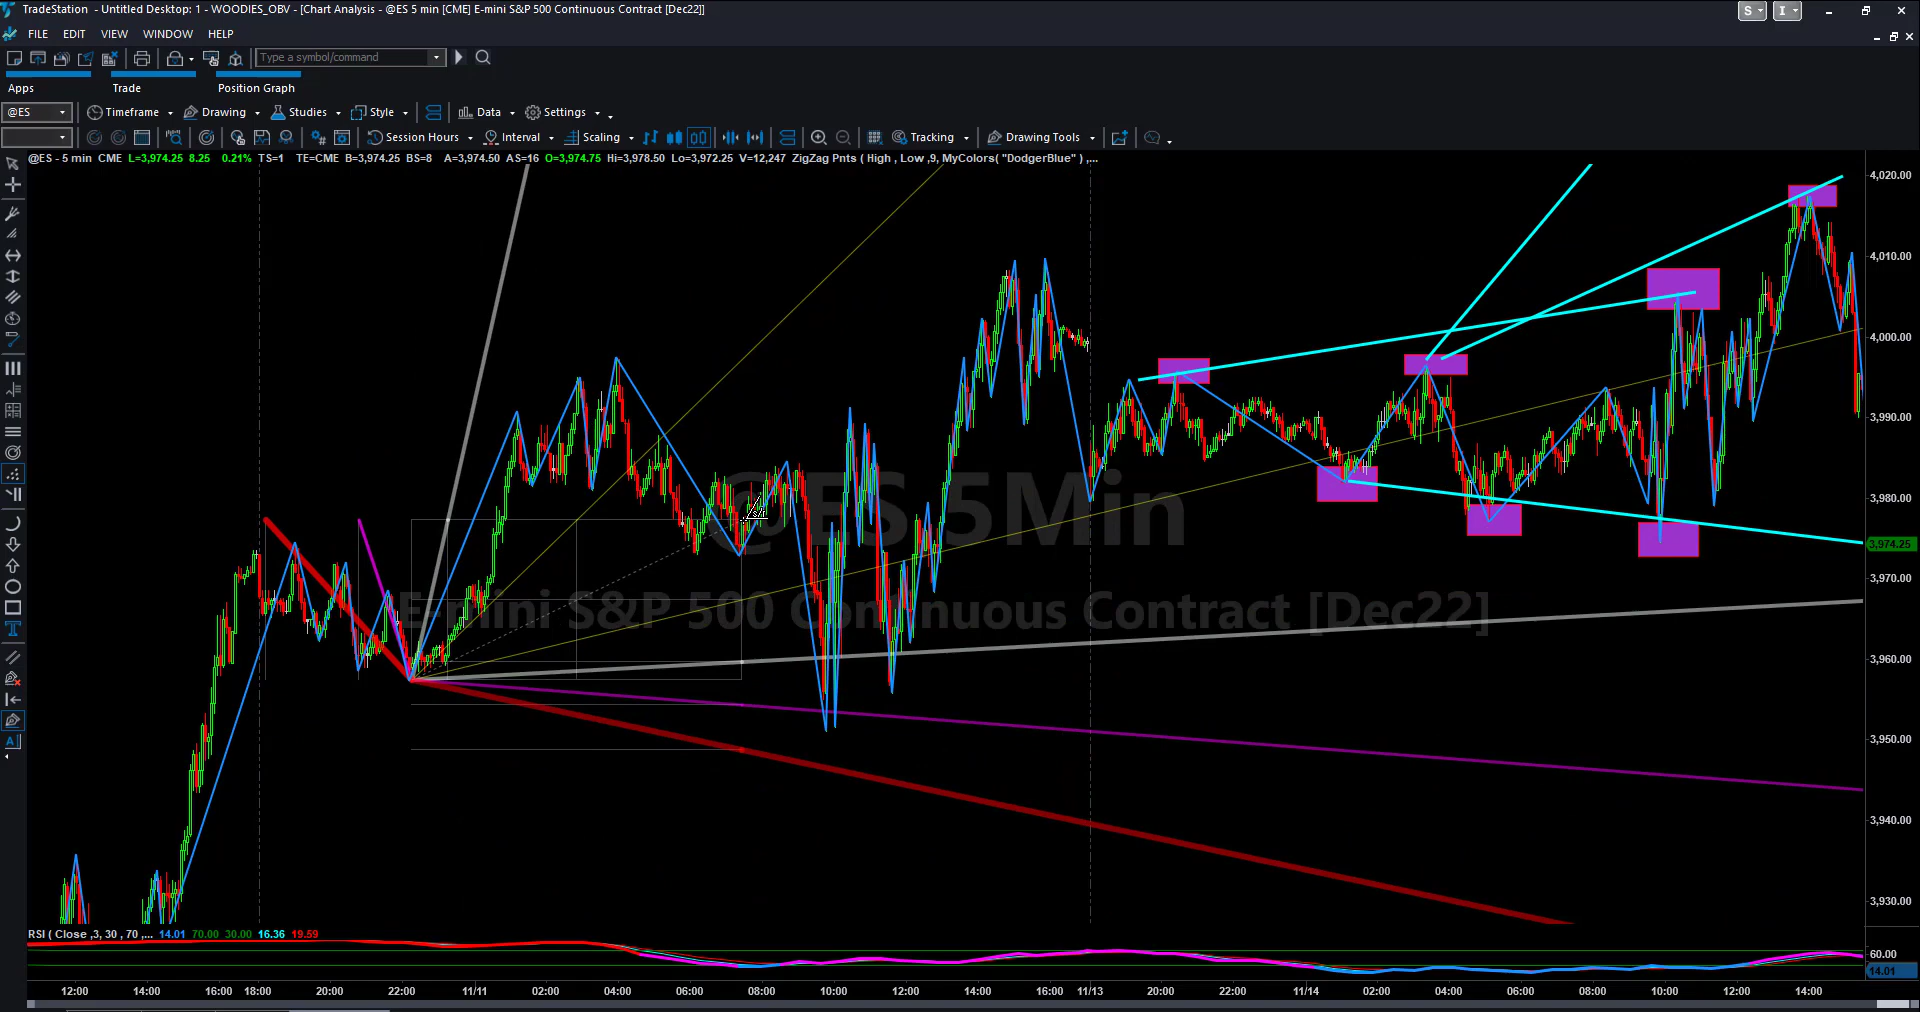 TradeStation - Untitled Desktop: 1 - WOODIES_OBV - [Chart Analysis - @ES 5 min [CME] E-mini S&P 500 Continuous Contract [Dec22]]
S I
FILE EDIT VIEW WINDOW HELP
Type a symbol/command
Apps Trade Position Graph
@ES Timeframe Drawing Studies Style Data Settings
Session Hours Interval Scaling Tracking Drawing Tools
@ES - 5 min CME L=3,974.25 8.25 0.21% TS=1 TE=CME B=3,974.25 BS=8 A=3,974.50 AS=16 O=3,974.75 Hi=3,978.50 Lo=3,972.25 V=12,247 ZigZag Pnts ( High , Low ,9, MyColors( "DodgerBlue" ) ,...
4,020.00
4,010.00
4,000.00
3,990.00
3,980.00
@ES 5Min
3,974.25
3,970.00
E-mini S&P 500 Continuous Contract [Dec22]
3,960.00
3,950.00
3,940.00
3,930.00
RSI ( Close ,3, 30 , 70 ,... 14.01 70.00 30.00 16.36 19.59
60.00
14.01
12:00 14:00 16:00 18:00 20:00 22:00 11/11 02:00 04:00 06:00 08:00 10:00 12:00 14:00 16:00 11/13 20:00 22:00 11/14 02:00 04:00 06:00 08:00 10:00 12:00 14:00